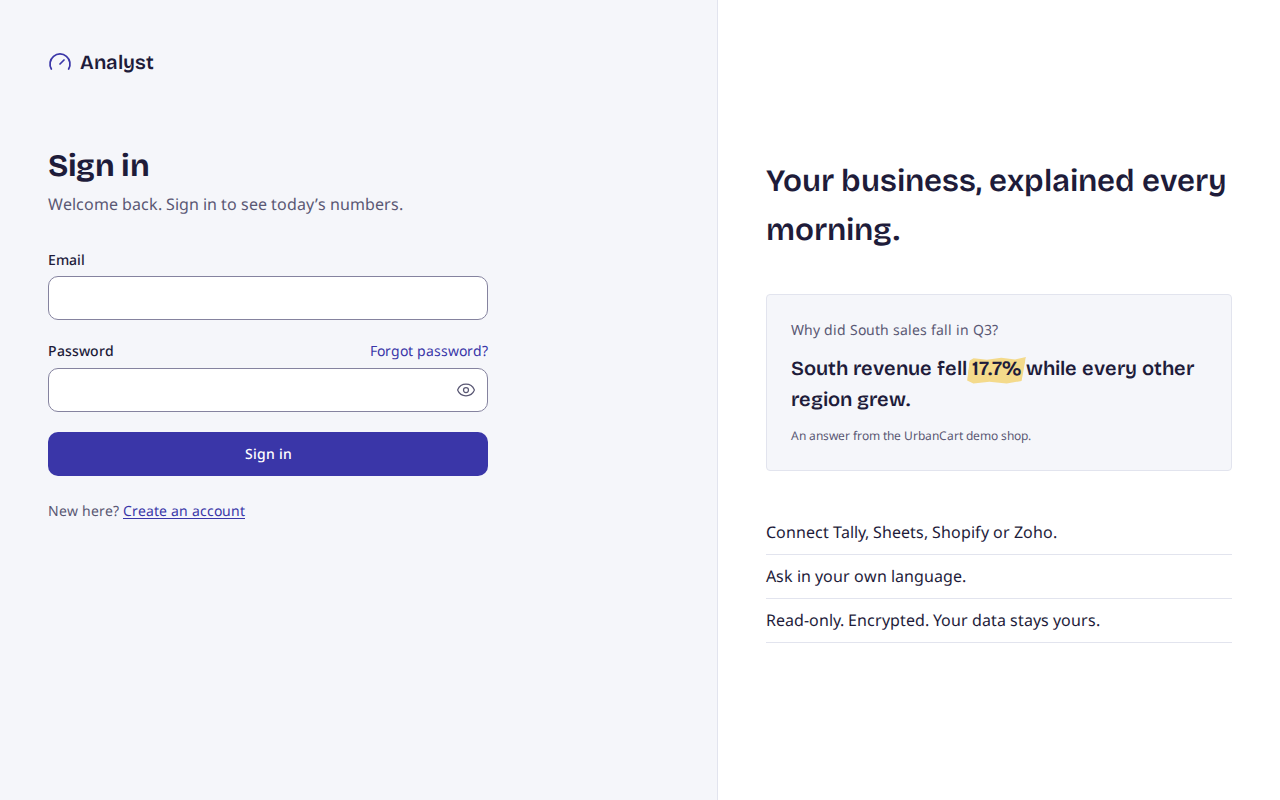 Analyst
Sign in
Welcome back. Sign in to see today’s numbers.
Email
Password
Forgot password?
Sign in
New here? Create an account
Your business, explained every
morning.
Why did South sales fall in Q3?
South revenue fell 17.7% while every other
region grew.
An answer from the UrbanCart demo shop.
Connect Tally, Sheets, Shopify or Zoho.
Ask in your own language.
Read-only. Encrypted. Your data stays yours.